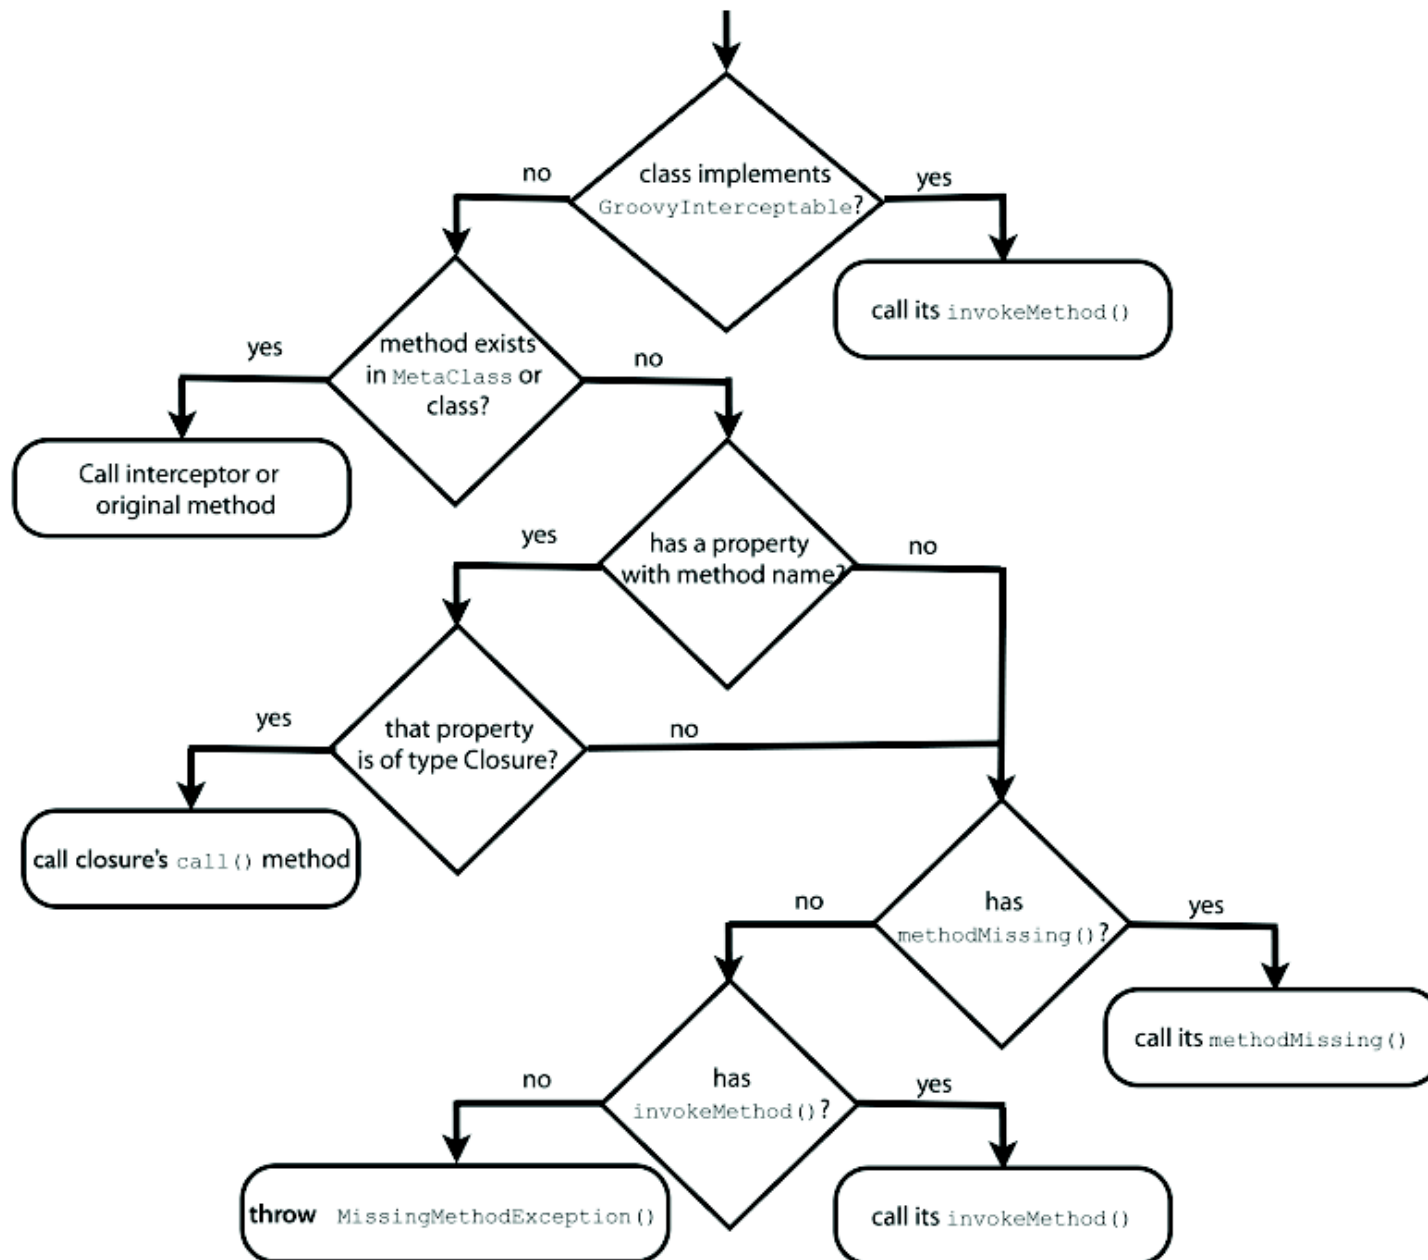 no
class implements
GroovyInterceptable?
yes
call its invokeMethod()
yes
method exists
in MetaClass or
class?
no
Call interceptor or
original method
yes
has a property
with method name?
no
yes
that property
is of type Closure?
no
call closure's call() method
no
has
methodMissing()?
yes
call its methodMissing()
no
has
invokeMethod()?
yes
throw MissingMethodException()
call its invokeMethod()